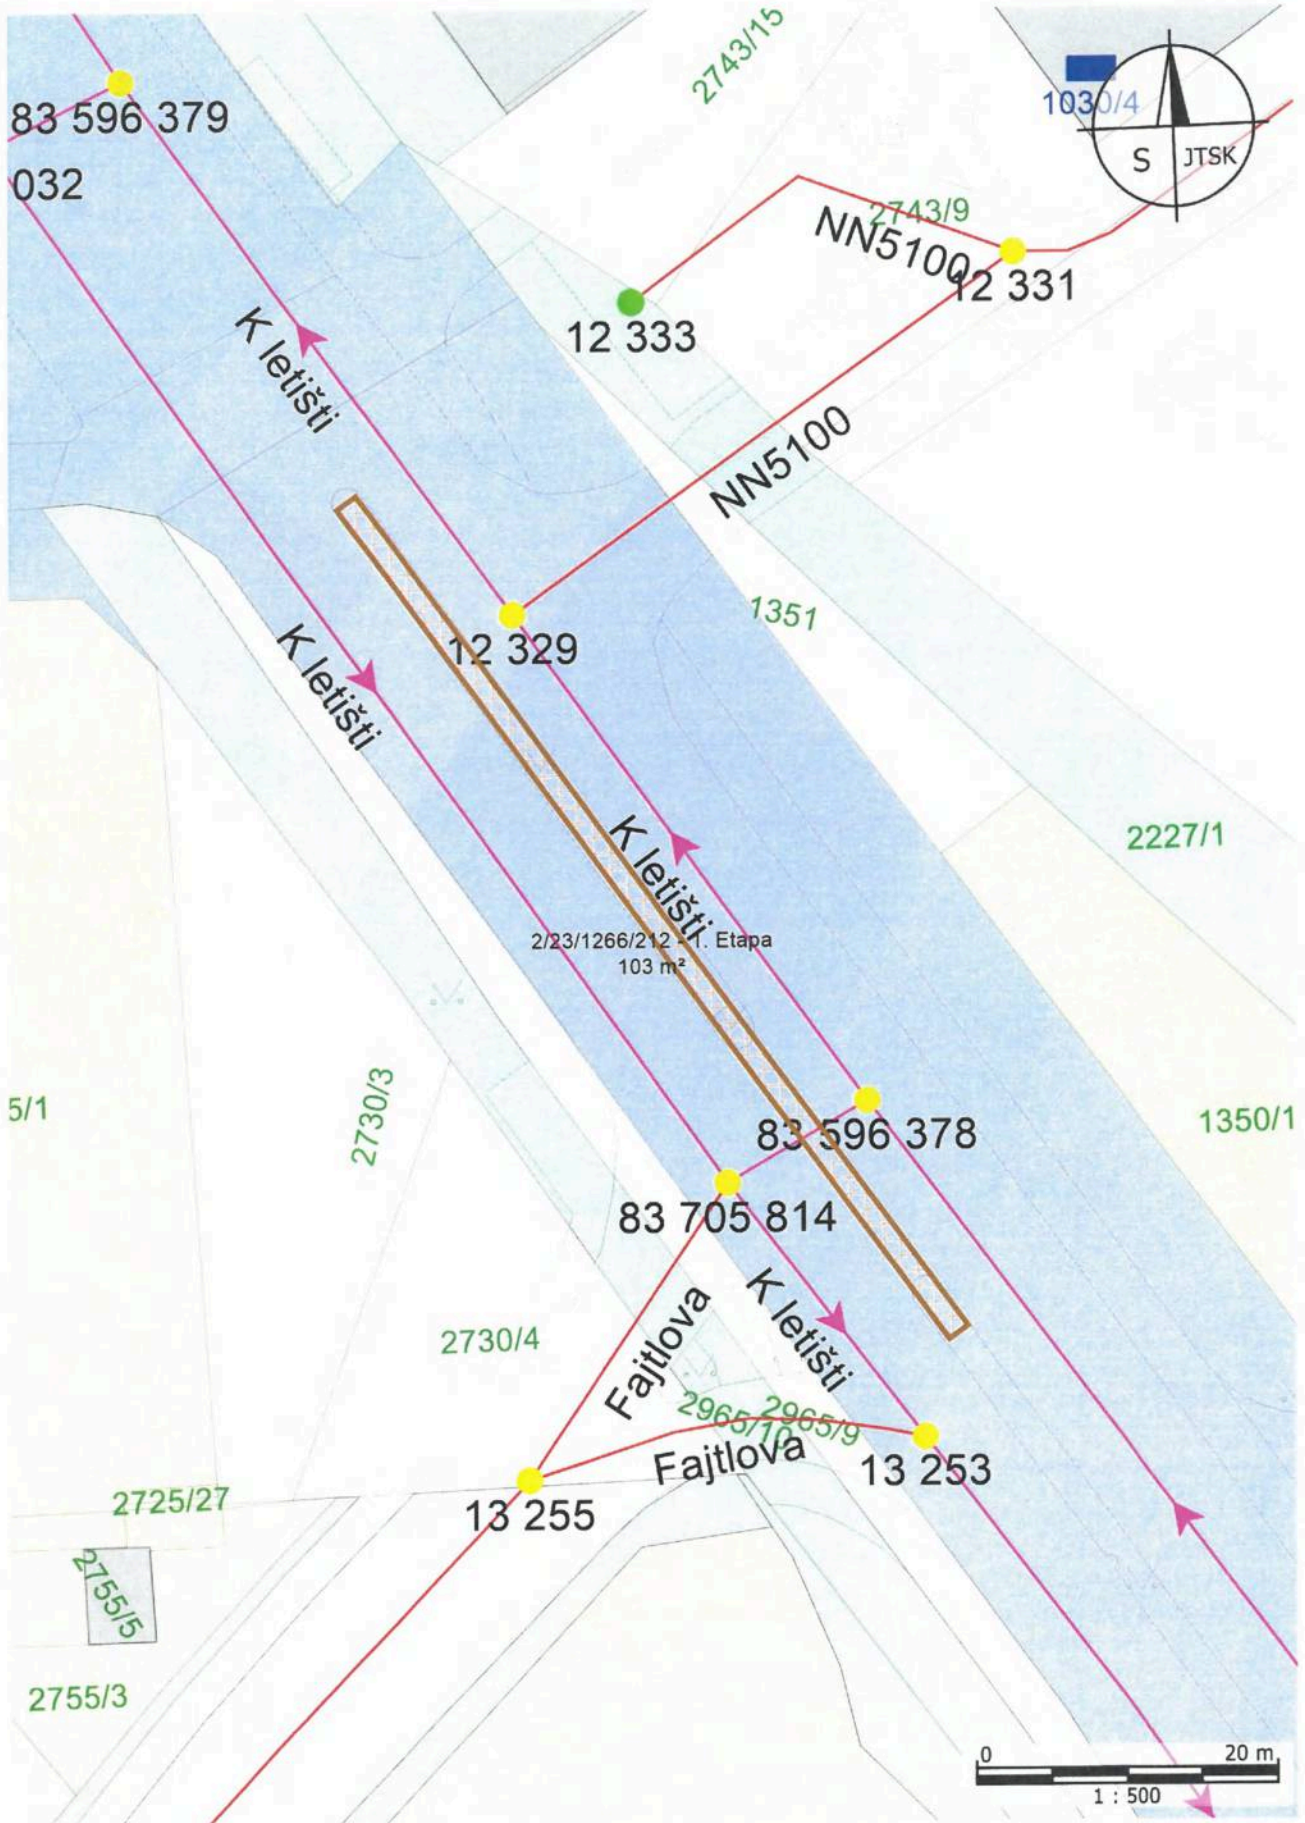 2743/15
83 596 379
032
1030/4
S
JTSK
2743/9
NN5100
12 331
12 333
K letišti
NN5100
1351
12 329
K letišti
K letišti
2227/1
2/23/1266/212 - 1. Etapa
103 m²
5/1
2730/3
1350/1
83 596 378
83 705 814
K letišti
2730/4
Fajtlova
2965/10
2965/9
Fajtlova
13 253
13 255
2725/27
2755/5
2755/3
0
20 m
1 : 500